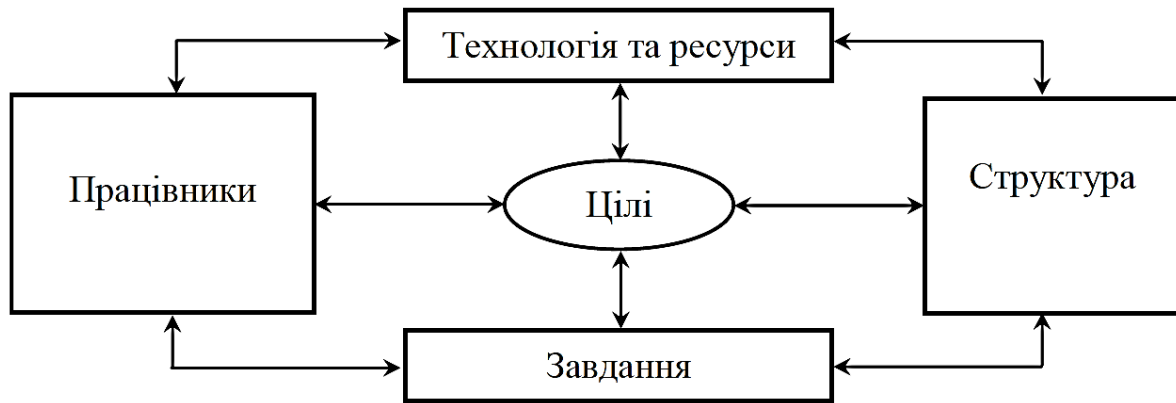 Технологія та ресурси
Працівники
Цілі
Структура
Завдання